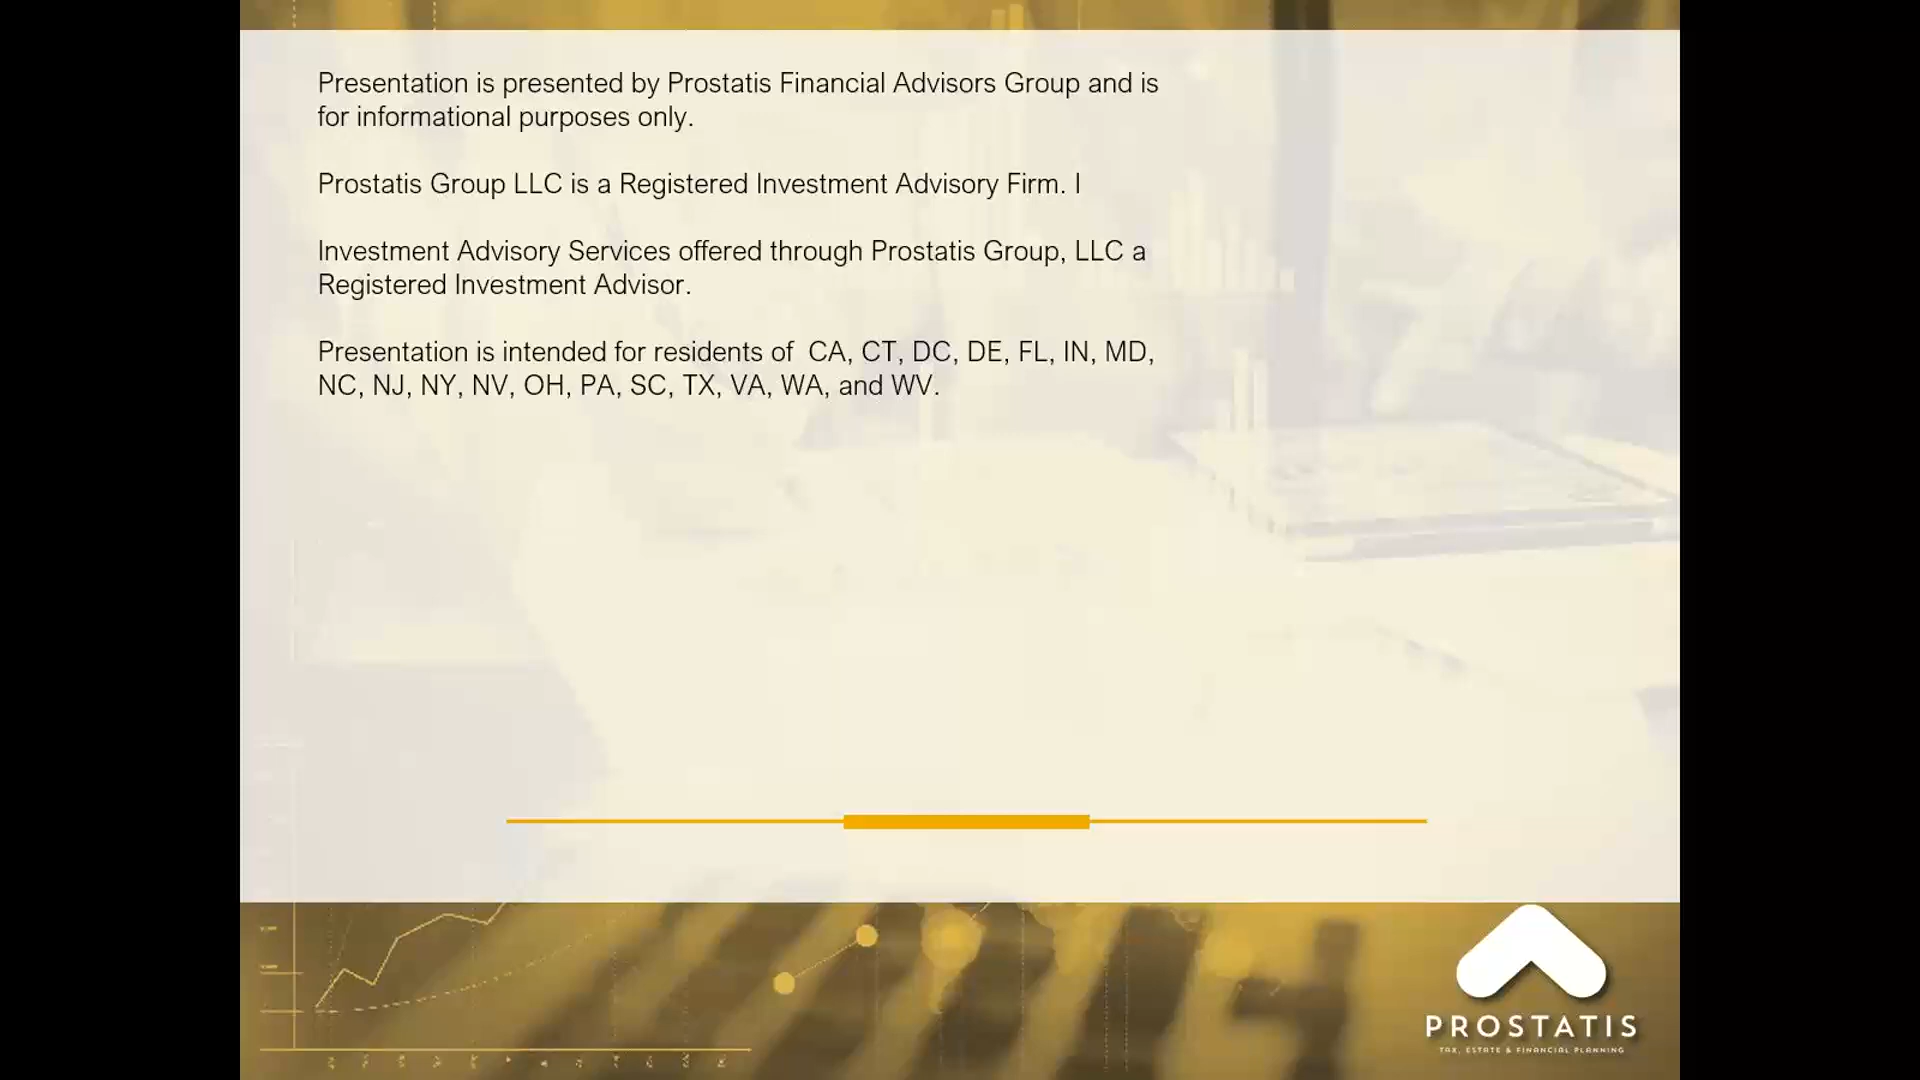 Presentation is presented by Prostatis Financial Advisors Group and is
for informational purposes only.
Prostatis Group LLC is a Registered Investment Advisory Firm. I
Investment Advisory Services offered through Prostatis Group, LLC a
Registered Investment Advisor.
Presentation is intended for residents of  CA, CT, DC, DE, FL, IN, MD,
NC, NJ, NY, NV, OH, PA, SC, TX, VA, WA, and WV.
PROSTATIS
TAX, ESTATE & FINANCIAL PLANNING